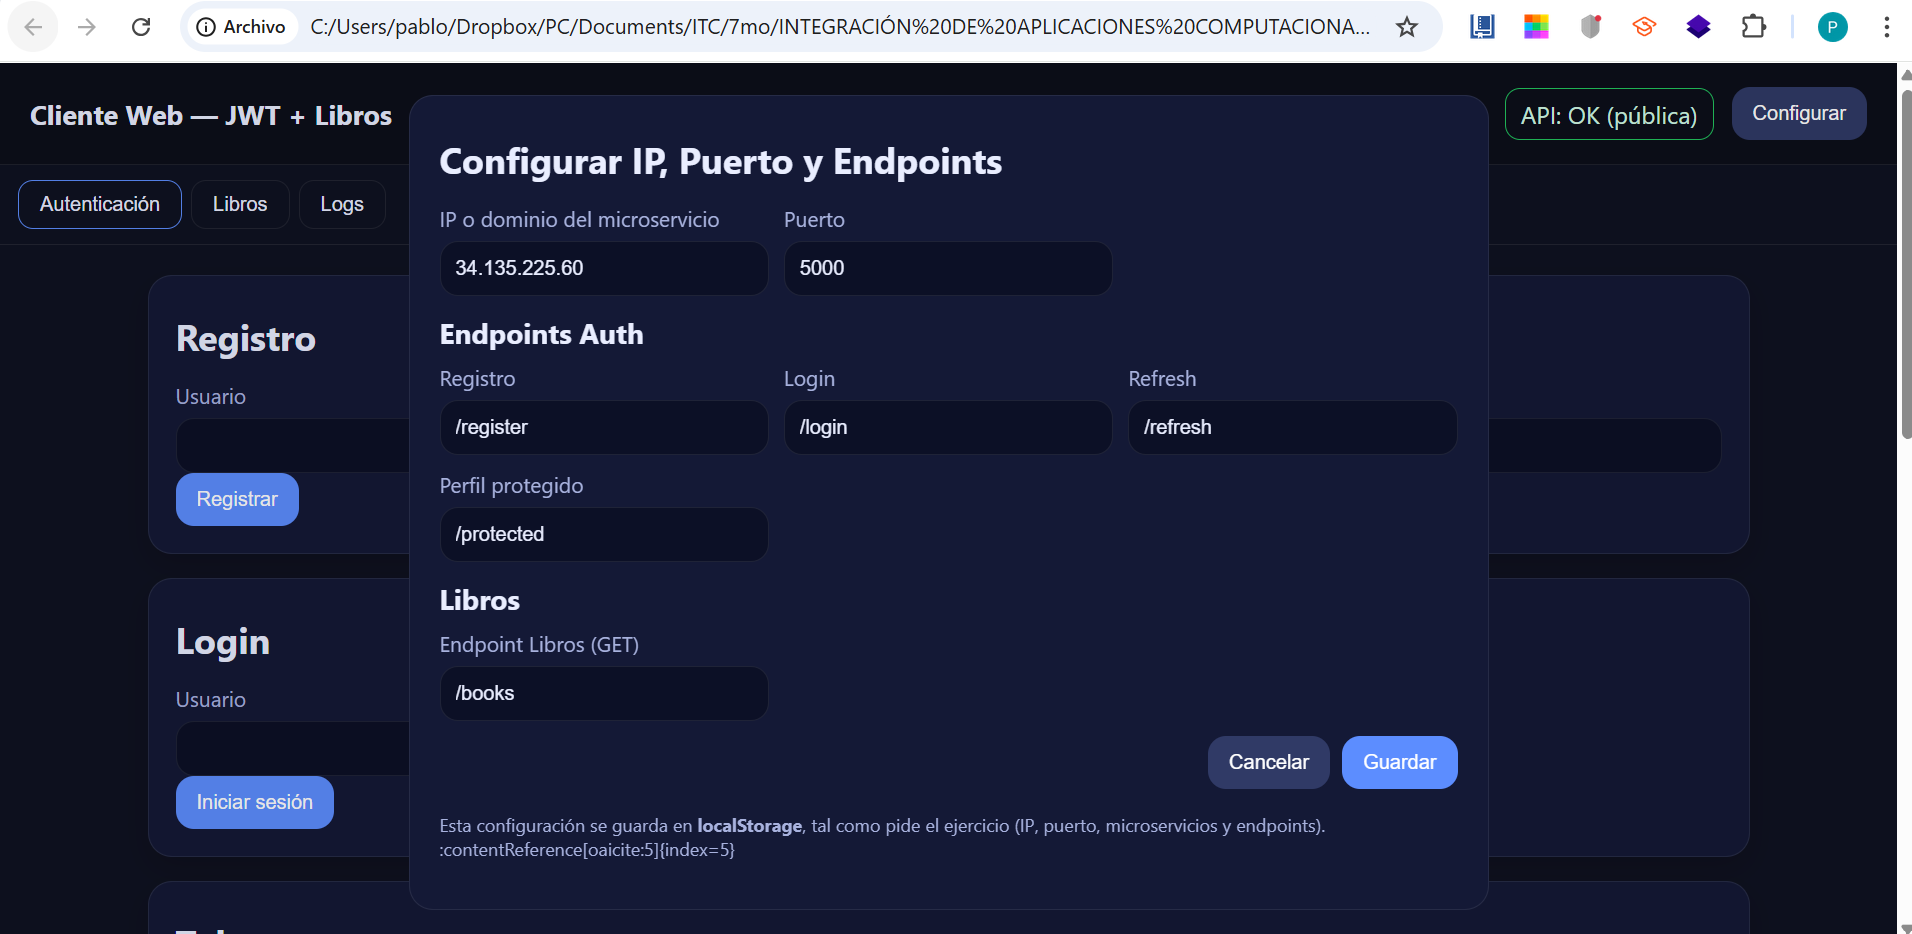 Archivo
C:/Users/pablo/Dropbox/PC/Documents/ITC/7mo/INTEGRACIÓN%20DE%20APLICACIONES%20COMPUTACIONA...
P
Cliente Web — JWT + Libros
API: OK (pública)
Configurar
Autenticación
Libros
Logs
Configurar IP, Puerto y Endpoints
IP o dominio del microservicio
Puerto
34.135.225.60
5000
Endpoints Auth
Registro
Login
Refresh
/register
/login
/refresh
Perfil protegido
/protected
Libros
Endpoint Libros (GET)
/books
Cancelar
Guardar
Esta configuración se guarda en localStorage, tal como pide el ejercicio (IP, puerto, microservicios y endpoints).
:contentReference[oaicite:5]{index=5}
Registro
Usuario
Registrar
Login
Usuario
Iniciar sesión